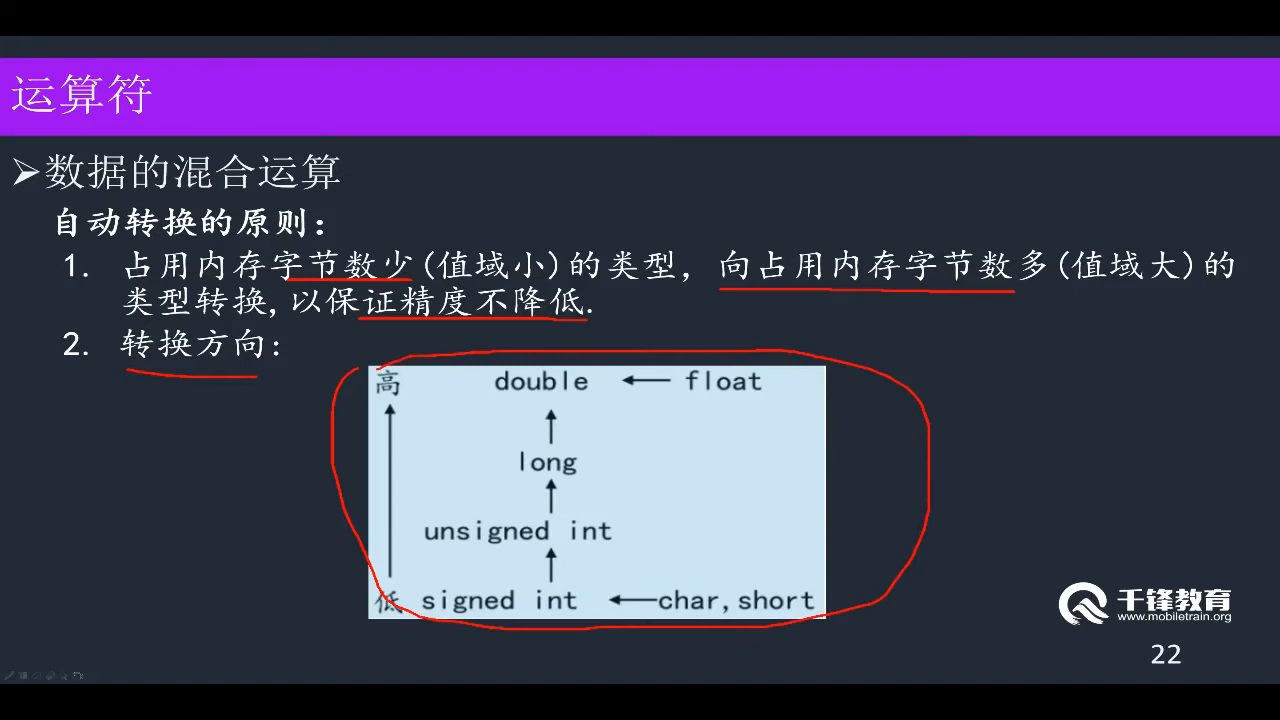 运算符
➢数据的混合运算
自动转换的原则：
1. 占用内存字节数少(值域小)的类型，向占用内存字节数多(值域大)的
类型转换,以保证精度不降低.
2. 转换方向:
高 double float
long
unsigned int
低 signed int char,short
千锋教育
www.mobiletrain.org
22